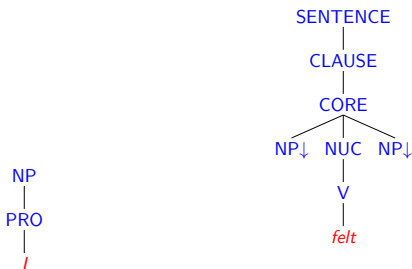 SENTENCE
CLAUSE
CORE
NP↓ NUC NP↓
NP V
PRO felt
I